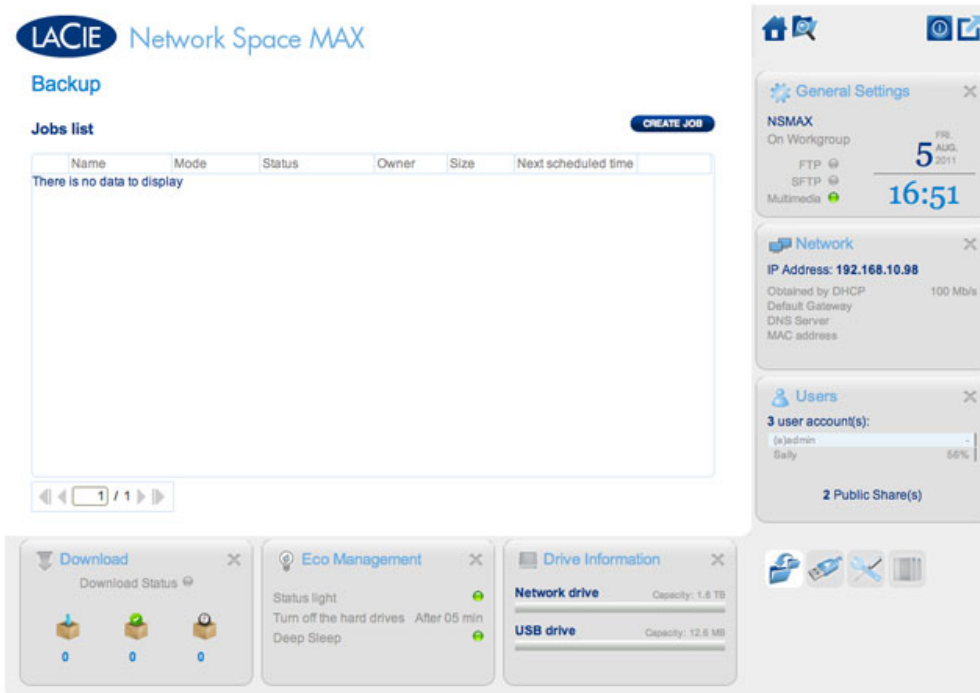 LACIE Network Space MAX
Backup
Jobs list
CREATE JOB
Name Mode Status Owner Size Next scheduled time
There is no data to display
1 / 1
General Settings
NSMAX
On Workgroup
FTP
SFTP
Multimedia
FRI.
5 AUG.
2011
16:51
Network
IP Address: 192.168.10.98
Obtained by DHCP 100 Mb/s
Default Gateway
DNS Server
MAC address
Users
3 user account(s):
(a)admin -
Sally 56%
2 Public Share(s)
Download
Download Status
0 0 0
Eco Management
Status light
Turn off the hard drives After 05 min
Deep Sleep
Drive Information
Network drive Capacity: 1.8 TB
USB drive Capacity: 12.6 MB